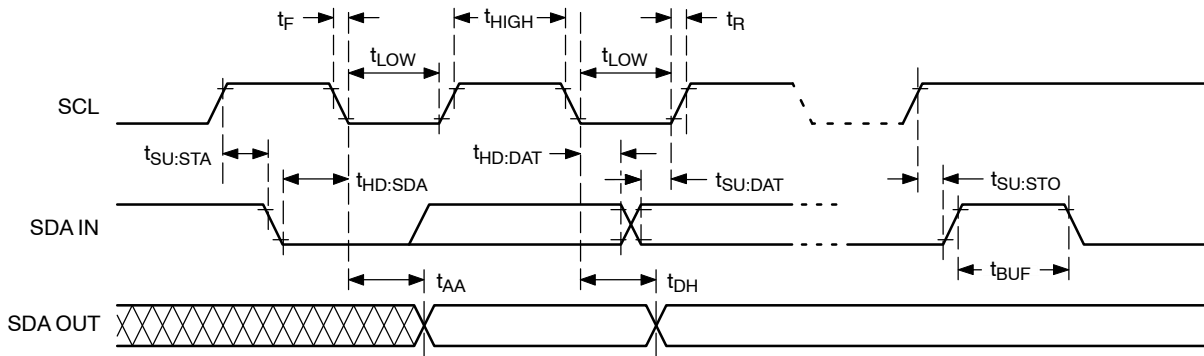 tF
tHIGH
tR
tLOW
tLOW
SCL
tSU:STA
tHD:DAT
tHD:SDA
tSU:DAT
tSU:STO
SDA IN
tBUF
tAA
tDH
SDA OUT